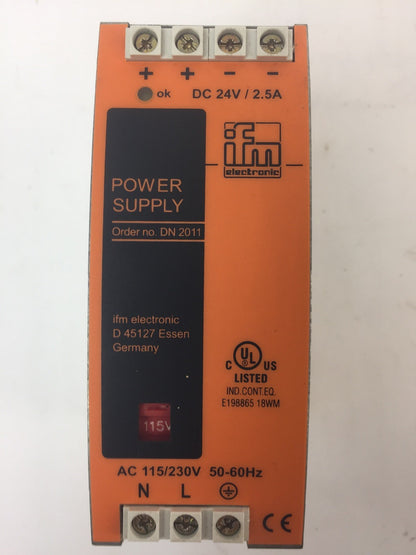 + + − −
ok DC 24V / 2.5A
ifm
electronic
POWER
SUPPLY
Order no. DN 2011
ifm electronic
D 45127 Essen
Germany
C UL US
LISTED
IND.CONT.EQ.
E198865 18WM
115V
AC 115/230V 50-60Hz
N L ⏚
CE